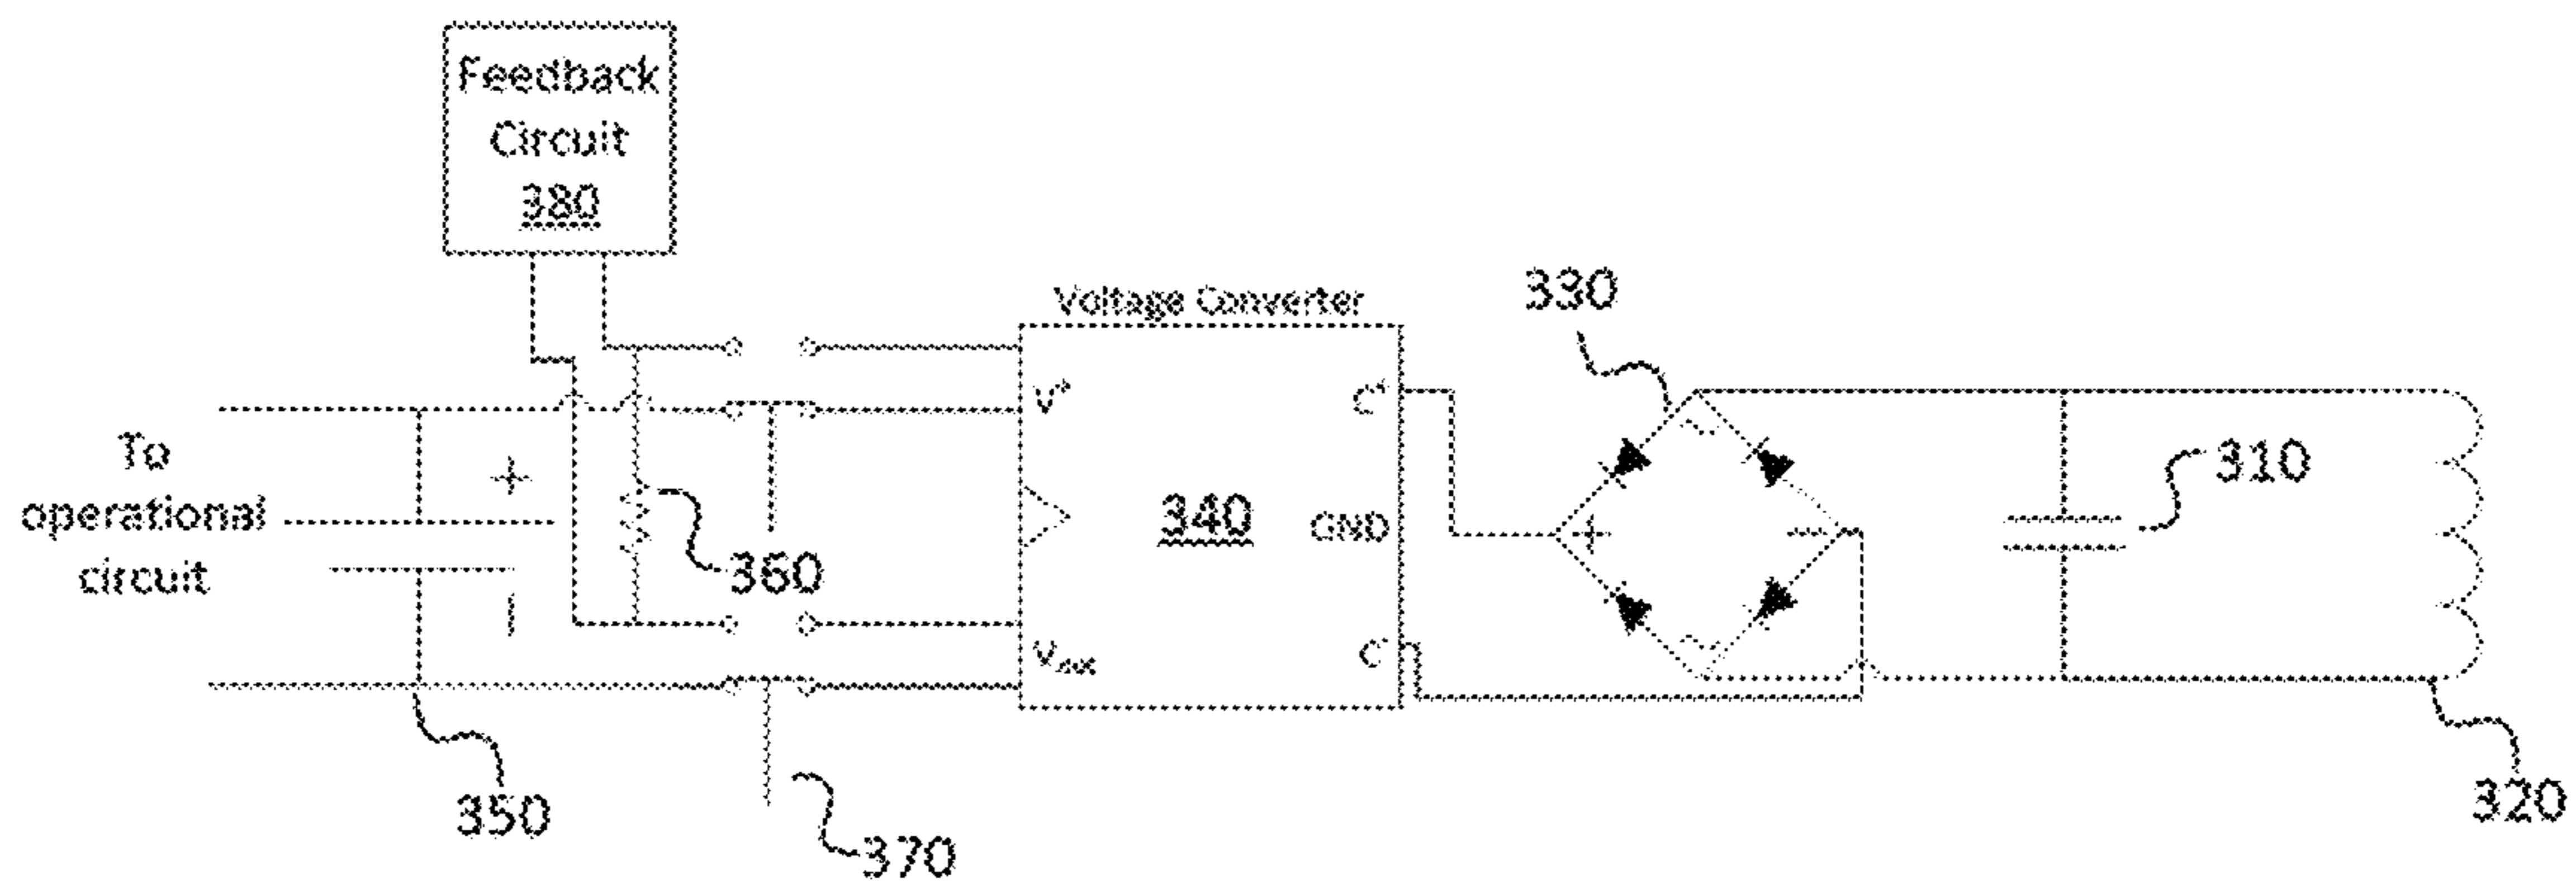 Feedback
Circuit
380
Voltage Converter
330
V+
C+
To
operational
circuit
+
−
360
340
GND
+
−
310
Vout
C-
350
370
320